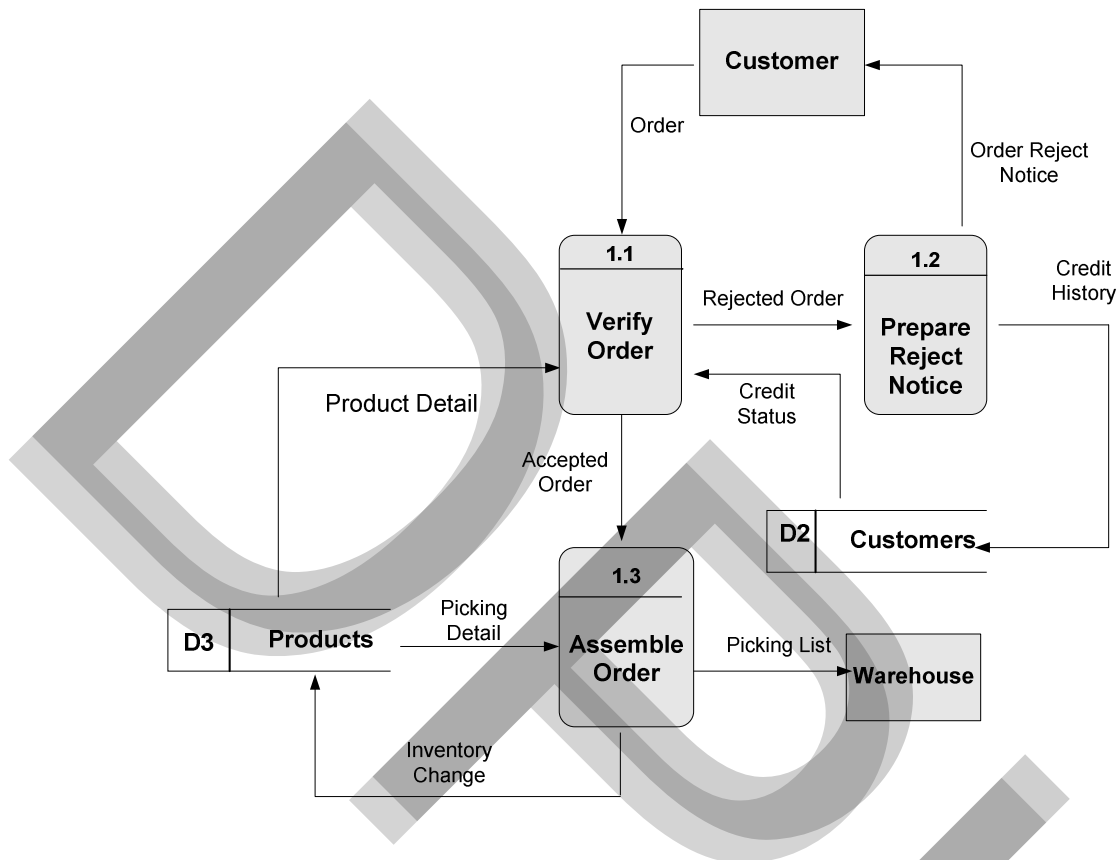 Customer
Order
Order Reject
Notice
1.1
Verify
Order
Rejected Order
1.2
Prepare
Reject
Notice
Credit
History
Product Detail
Credit
Status
Accepted
Order
D2
Customers
1.3
Assemble
Order
D3
Products
Picking
Detail
Picking List
Warehouse
Inventory
Change